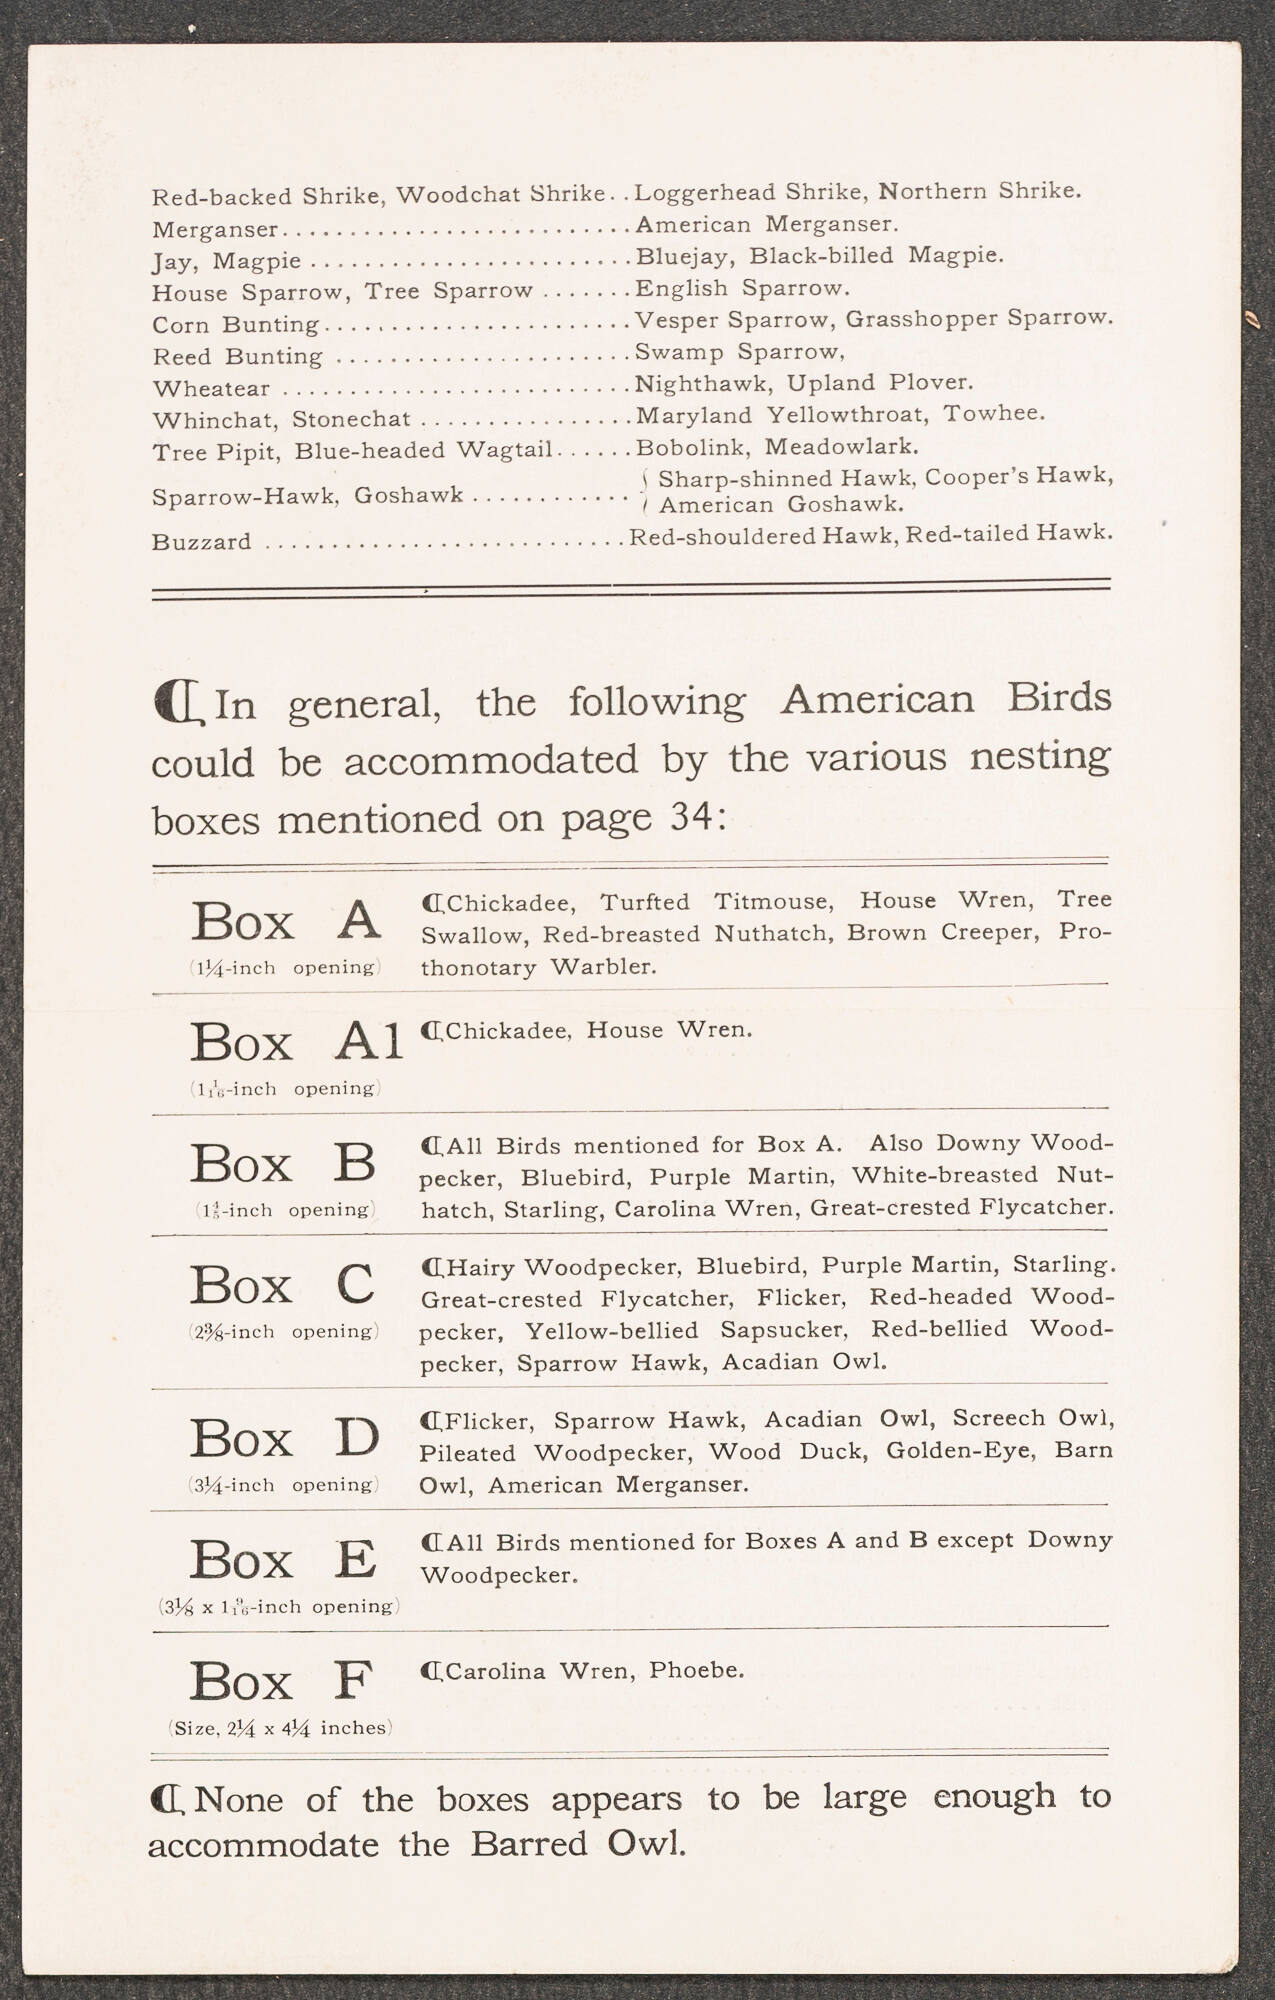 Red-backed Shrike, Woodchat Shrike. . Loggerhead Shrike, Northern Shrike.
Merganser. . . . . . . . . . . . . . . . . . . . . . . . . . American Merganser.
Jay, Magpie . . . . . . . . . . . . . . . . . . . . . . . . Bluejay, Black-billed Magpie.
House Sparrow, Tree Sparrow . . . . . . . English Sparrow.
Corn Bunting. . . . . . . . . . . . . . . . . . . . . . . Vesper Sparrow, Grasshopper Sparrow.
Reed Bunting . . . . . . . . . . . . . . . . . . . . . . Swamp Sparrow,
Wheatear . . . . . . . . . . . . . . . . . . . . . . . . . . Nighthawk, Upland Plover.
Whinchat, Stonechat . . . . . . . . . . . . . . . . Maryland Yellowthroat, Towhee.
Tree Pipit, Blue-headed Wagtail. . . . . . Bobolink, Meadowlark.
Sparrow-Hawk, Goshawk . . . . . . . . . . . . { Sharp-shinned Hawk, Cooper's Hawk,
American Goshawk.
Buzzard . . . . . . . . . . . . . . . . . . . . . . . . . . . Red-shouldered Hawk, Red-tailed Hawk.
¶ In general, the following American Birds
could be accommodated by the various nesting
boxes mentioned on page 34:
Box A
(1¼-inch opening)
¶ Chickadee, Turfted Titmouse, House Wren, Tree
Swallow, Red-breasted Nuthatch, Brown Creeper, Pro-
thonotary Warbler.
Box A1
(1 1/16-inch opening)
¶ Chickadee, House Wren.
Box B
(1⅘-inch opening)
¶ All Birds mentioned for Box A. Also Downy Wood-
pecker, Bluebird, Purple Martin, White-breasted Nut-
hatch, Starling, Carolina Wren, Great-crested Flycatcher.
Box C
(2⅜-inch opening)
¶ Hairy Woodpecker, Bluebird, Purple Martin, Starling.
Great-crested Flycatcher, Flicker, Red-headed Wood-
pecker, Yellow-bellied Sapsucker, Red-bellied Wood-
pecker, Sparrow Hawk, Acadian Owl.
Box D
(3¼-inch opening)
¶ Flicker, Sparrow Hawk, Acadian Owl, Screech Owl,
Pileated Woodpecker, Wood Duck, Golden-Eye, Barn
Owl, American Merganser.
Box E
(3⅛ x 1 9/16-inch opening)
¶ All Birds mentioned for Boxes A and B except Downy
Woodpecker.
Box F
(Size, 2¼ x 4¼ inches)
¶ Carolina Wren, Phoebe.
¶ None of the boxes appears to be large enough to
accommodate the Barred Owl.